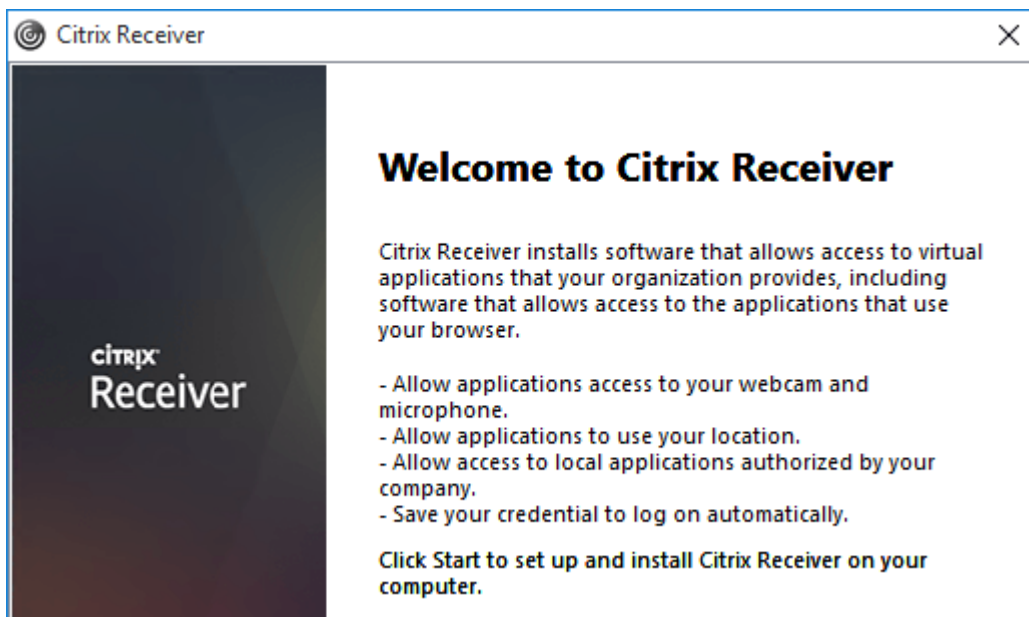 Citrix Receiver
Welcome to Citrix Receiver
Citrix Receiver installs software that allows access to virtual
applications that your organization provides, including
software that allows access to the applications that use
your browser.
CİTRIX
Receiver
- Allow applications access to your webcam and
microphone.
- Allow applications to use your location.
- Allow access to local applications authorized by your
company.
- Save your credential to log on automatically.
Click Start to set up and install Citrix Receiver on your
computer.